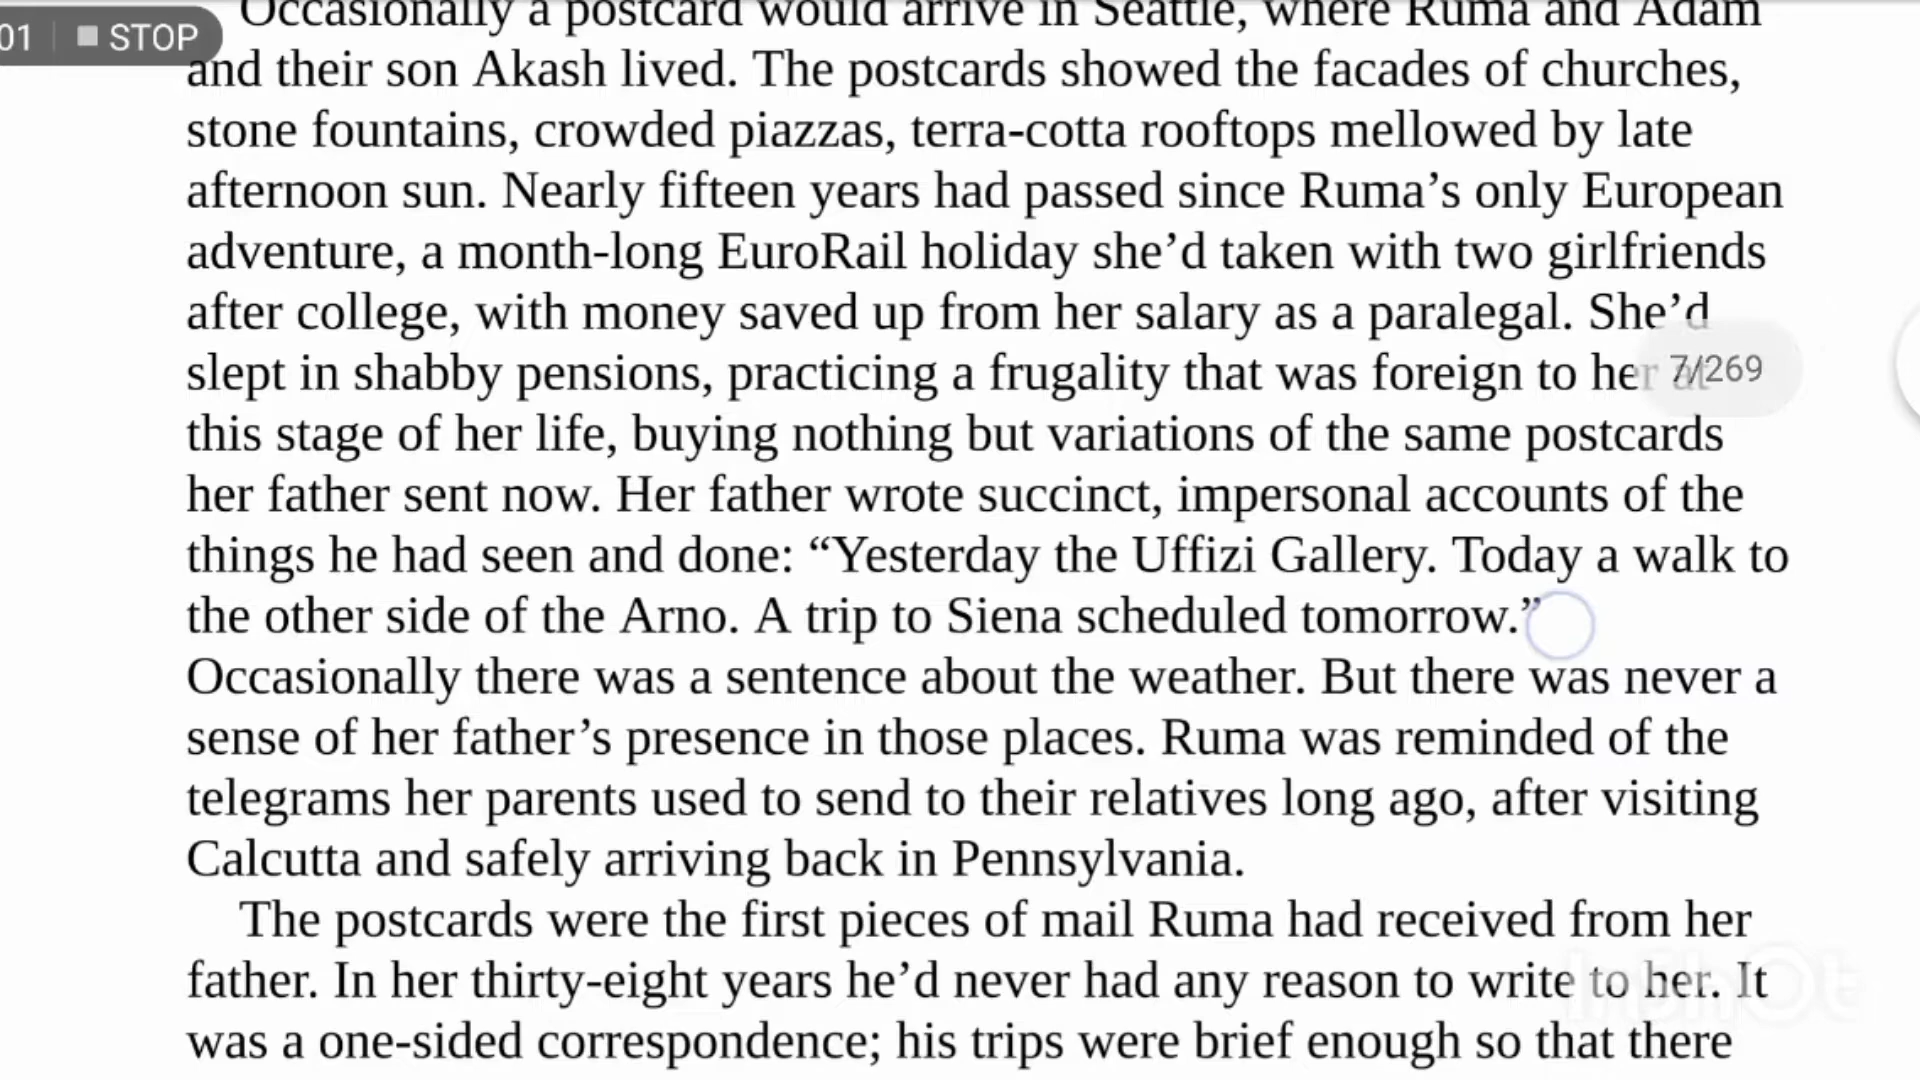 Occasionally a postcard would arrive in Seattle, where Ruma and Adam
01 STOP
and their son Akash lived. The postcards showed the facades of churches,
stone fountains, crowded piazzas, terra-cotta rooftops mellowed by late
afternoon sun. Nearly fifteen years had passed since Ruma’s only European
adventure, a month-long EuroRail holiday she’d taken with two girlfriends
after college, with money saved up from her salary as a paralegal. She’d
slept in shabby pensions, practicing a frugality that was foreign to her at
7/269
this stage of her life, buying nothing but variations of the same postcards
her father sent now. Her father wrote succinct, impersonal accounts of the
things he had seen and done: “Yesterday the Uffizi Gallery. Today a walk to
the other side of the Arno. A trip to Siena scheduled tomorrow.”
Occasionally there was a sentence about the weather. But there was never a
sense of her father’s presence in those places. Ruma was reminded of the
telegrams her parents used to send to their relatives long ago, after visiting
Calcutta and safely arriving back in Pennsylvania.
The postcards were the first pieces of mail Ruma had received from her
father. In her thirty-eight years he’d never had any reason to write to her. It
InShOt
was a one-sided correspondence; his trips were brief enough so that there